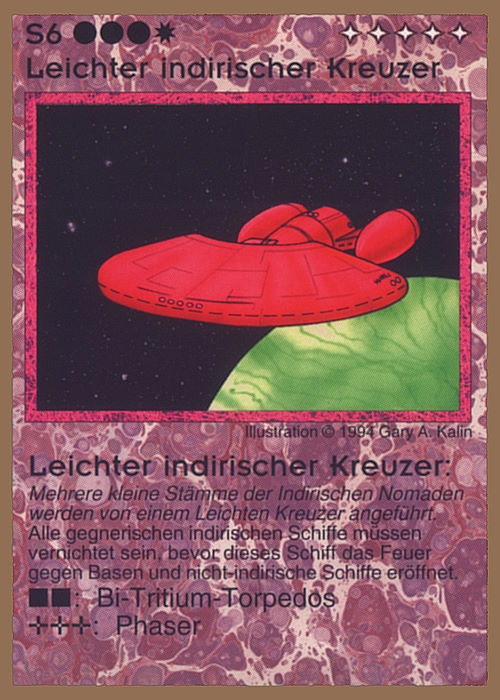 S6 ●●●✷ ✦✦✦✦✦
Leichter indirischer Kreuzer
Illustration © 1994 Gary A. Kalin
Leichter indirischer Kreuzer:
Mehrere kleine Stämme der Indirischen Nomaden
werden von einem Leichten Kreuzer angeführt.
Alle gegnerischen indirischen Schiffe müssen
vernichtet sein, bevor dieses Schiff das Feuer
gegen Basen und nicht-indirische Schiffe eröffnet.
■■: Bi-Tritium-Torpedos
✛✛✛: Phaser